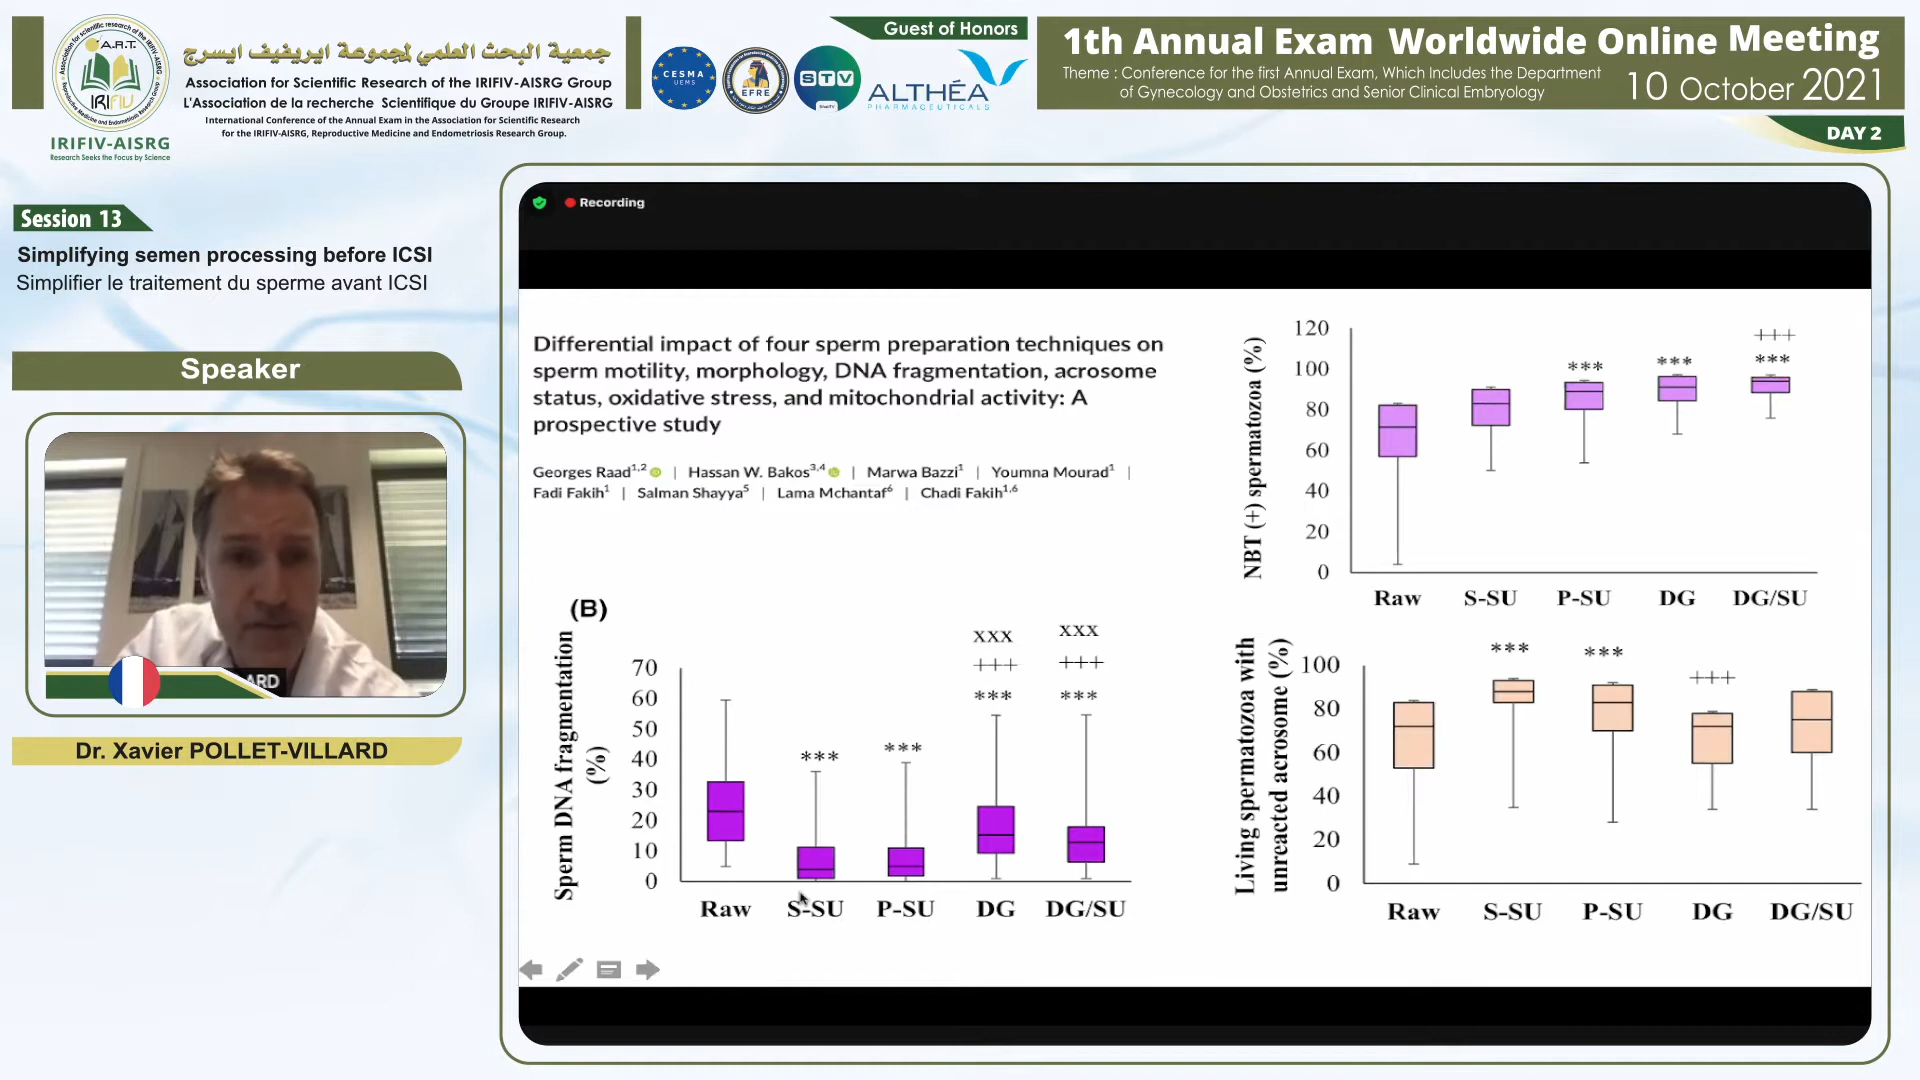 A.R.T.
IRIFIV
IRIFIV-AISRG
Research Seeks the Focus by Science
جمعية البحث العلمي لمجموعة ايريفيف ايسرج
Association for Scientific Research of the IRIFIV-AISRG Group
L'Association de la recherche Scientifique du Groupe IRIFIV-AISRG
International Conference of the Annual Exam in the Association for Scientific Research
for the IRIFIV-AISRG, Reproductive Medicine and Endometriosis Research Group.
Guest of Honors
CESMA
UEMS
EFRE
STV
ALTHÉA
PHARMACEUTICALS
1th Annual Exam Worldwide Online Meeting
Theme : Conference for the first Annual Exam, Which Includes the Department
of Gynecology and Obstetrics and Senior Clinical Embryology
10 October 2021
DAY 2
Session 13
Simplifying semen processing before ICSI
Simplifier le traitement du sperme avant ICSI
Speaker
ARD
Dr. Xavier POLLET-VILLARD
Recording
Differential impact of four sperm preparation techniques on
sperm motility, morphology, DNA fragmentation, acrosome
status, oxidative stress, and mitochondrial activity: A
prospective study
Georges Raad1,2 | Hassan W. Bakos3,4 | Marwa Bazzi1 | Youmna Mourad1 |
Fadi Fakih1 | Salman Shayya5 | Lama Mchantaf6 | Chadi Fakih1,6
NBT (+) spermatozoa (%)
120
100
80
60
40
20
0
***
***
+++
***
Raw S-SU P-SU DG DG/SU
(B)
Sperm DNA fragmentation
(%)
70
60
50
40
30
20
10
0
***
***
xxx
+++
***
xxx
+++
***
Raw S-SU P-SU DG DG/SU
Living spermatozoa with
unreacted acrosome (%)
100
80
60
40
20
0
***
***
+++
Raw S-SU P-SU DG DG/SU